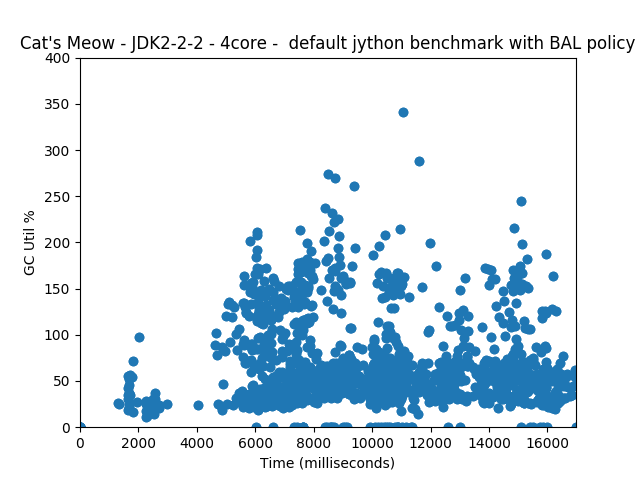 Cat's Meow - JDK2-2-2 - 4core -  default jython benchmark with BAL policy
400
350
300
250
200
150
100
50
0
GC Util %
0 2000 4000 6000 8000 10000 12000 14000 16000
Time (milliseconds)